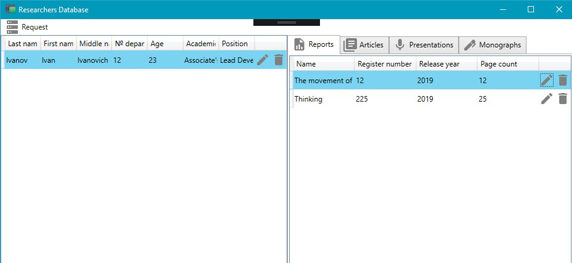 Researchers Database
Request
Last nam First nam Middle n № depar Age Academi Position
Ivanov Ivan Ivanovich 12 23 Associate' Lead Deve
Reports Articles Presentations Monographs
Name Register number Release year Page count
The movement of 12 2019 12
Thinking 225 2019 25